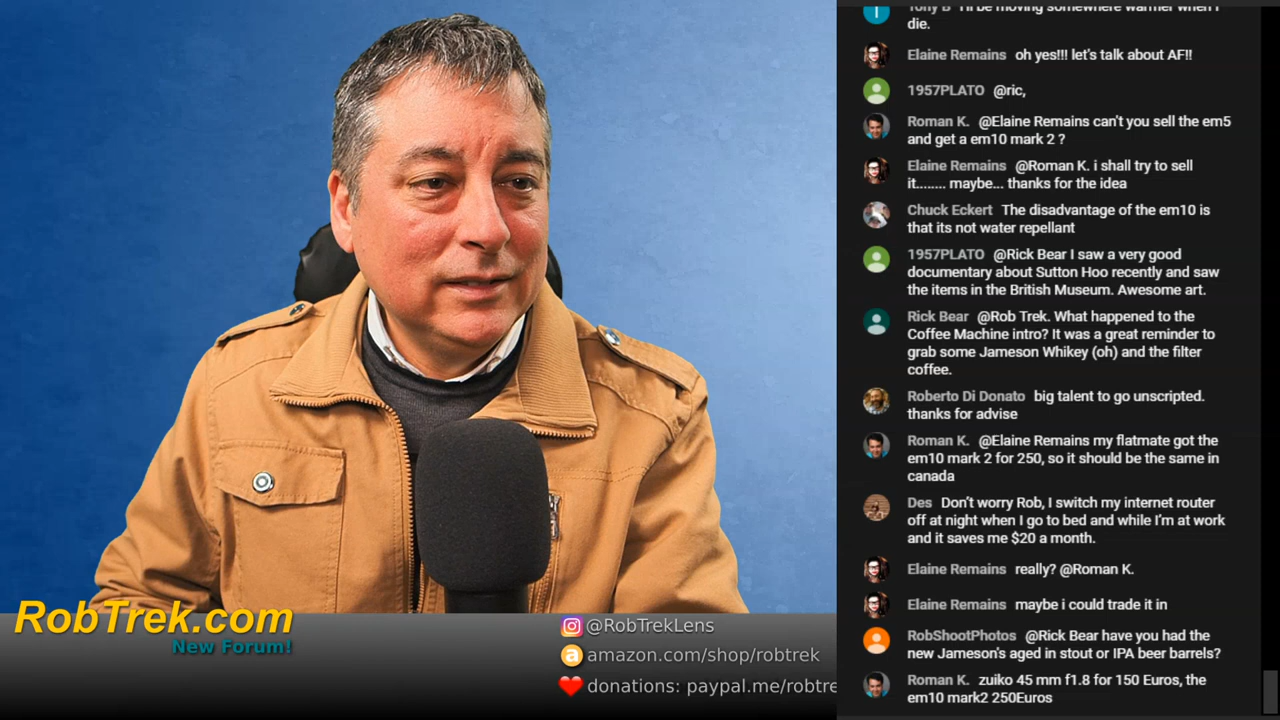 Tony B I'll be moving somewhere warmer when I
die.
Elaine Remains oh yes!!! let's talk about AF!!
1957PLATO @ric,
Roman K. @Elaine Remains can't you sell the em5
and get a em10 mark 2 ?
Elaine Remains @Roman K. i shall try to sell
it........ maybe... thanks for the idea
Chuck Eckert The disadvantage of the em10 is
that its not water repellant
1957PLATO @Rick Bear I saw a very good
documentary about Sutton Hoo recently and saw
the items in the British Museum. Awesome art.
Rick Bear @Rob Trek. What happened to the
Coffee Machine intro? It was a great reminder to
grab some Jameson Whikey (oh) and the filter
coffee.
Roberto Di Donato big talent to go unscripted.
thanks for advise
Roman K. @Elaine Remains my flatmate got the
em10 mark 2 for 250, so it should be the same in
canada
Des Don't worry Rob, I switch my internet router
off at night when I go to bed and while I'm at work
and it saves me $20 a month.
Elaine Remains really? @Roman K.
Elaine Remains maybe i could trade it in
RobShootPhotos @Rick Bear have you had the
new Jameson's aged in stout or IPA beer barrels?
Roman K. zuiko 45 mm f1.8 for 150 Euros, the
em10 mark2 250Euros
RobTrek.com
New Forum!
@RobTrekLens
amazon.com/shop/robtrek
donations: paypal.me/robtre